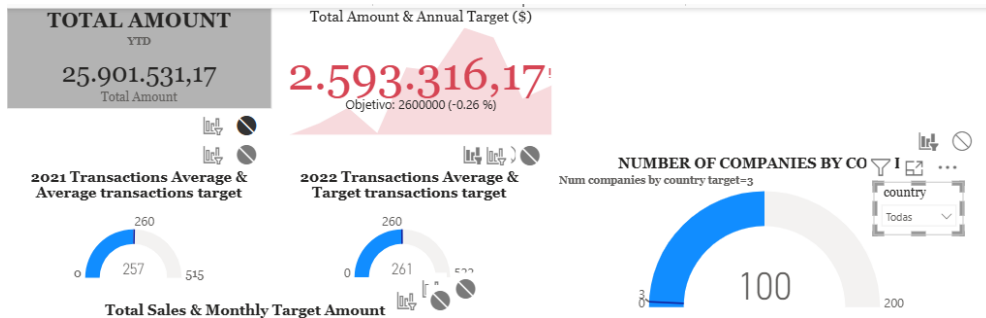 TOTAL AMOUNT
YTD
25.901.531,17
Total Amount
Total Amount & Annual Target ($)
2.593.316,17!
Objetivo: 2600000 (-0.26 %)
2021 Transactions Average &
Average transactions target
260
0
257
515
2022 Transactions Average &
Target transactions target
260
0
261
NUMBER OF COMPANIES BY CO
Num companies by country target=3
country
Todas
3
0
100
200
Total Sales & Monthly Target Amount